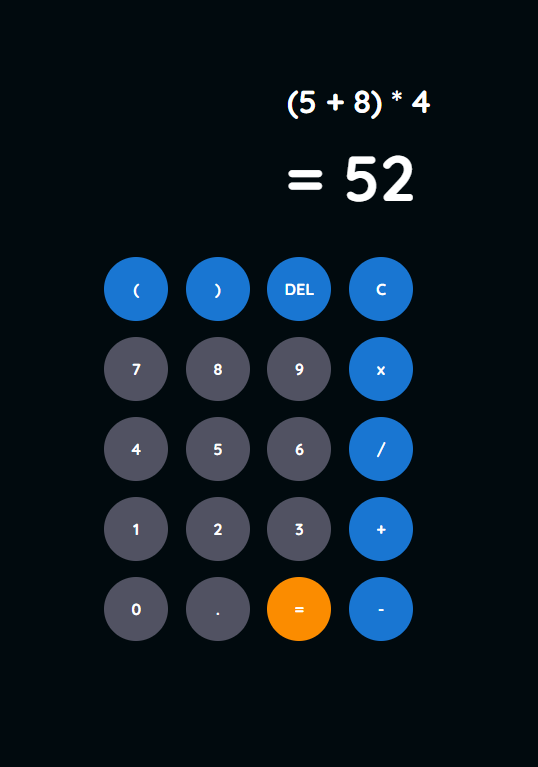 (5 + 8) * 4
= 52
( ) DEL C
7 8 9 x
4 5 6 /
1 2 3 +
0 . = -